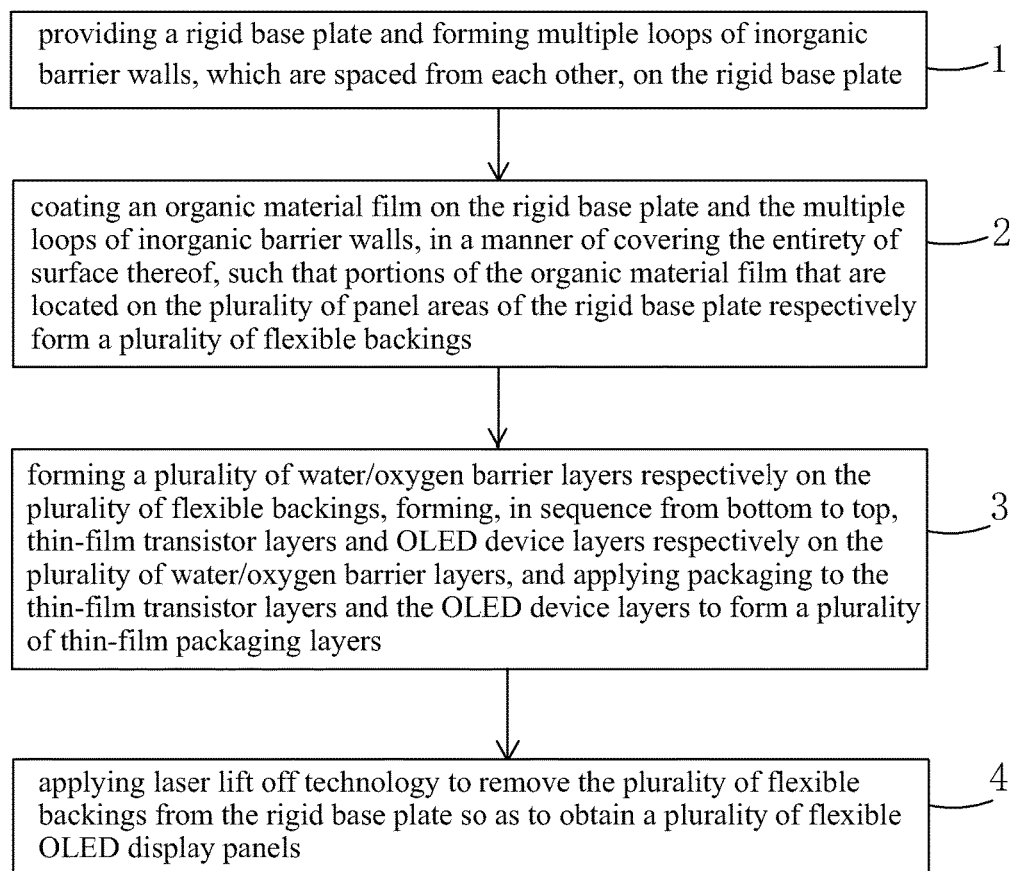 providing a rigid base plate and forming multiple loops of inorganic
barrier walls, which are spaced from each other, on the rigid base plate
1
coating an organic material film on the rigid base plate and the multiple
loops of inorganic barrier walls, in a manner of covering the entirety of
surface thereof, such that portions of the organic material film that are
located on the plurality of panel areas of the rigid base plate respectively
form a plurality of flexible backings
2
forming a plurality of water/oxygen barrier layers respectively on the
plurality of flexible backings, forming, in sequence from bottom to top,
thin-film transistor layers and OLED device layers respectively on the
plurality of water/oxygen barrier layers, and applying packaging to the
thin-film transistor layers and the OLED device layers to form a plurality
of thin-film packaging layers
3
applying laser lift off technology to remove the plurality of flexible
backings from the rigid base plate so as to obtain a plurality of flexible
OLED display panels
4